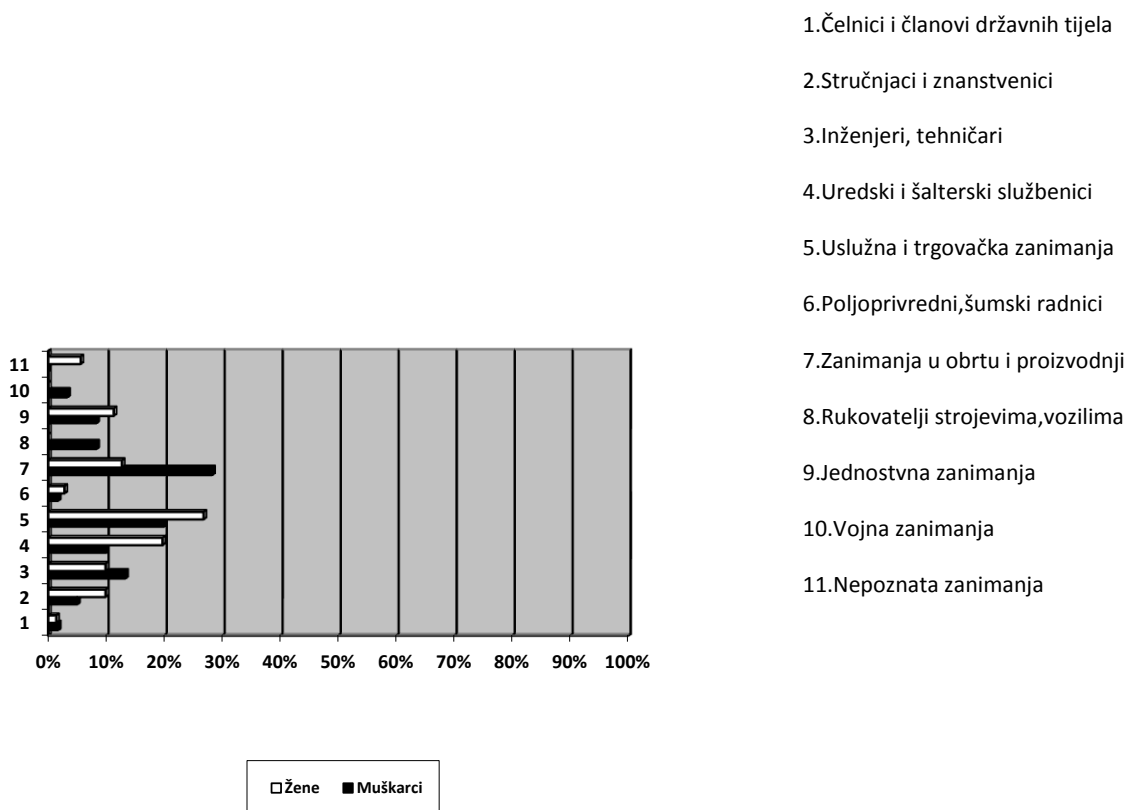 1.Čelnici i članovi državnih tijela
2.Stručnjaci i znanstvenici
3.Inženjeri, tehničari
4.Uredski i šalterski službenici
5.Uslužna i trgovačka zanimanja
6.Poljoprivredni,šumski radnici
7.Zanimanja u obrtu i proizvodnji
8.Rukovatelji strojevima,vozilima
9.Jednostvna zanimanja
10.Vojna zanimanja
11.Nepoznata zanimanja
11
10
9
8
7
6
5
4
3
2
1
0% 10% 20% 30% 40% 50% 60% 70% 80% 90% 100%
Žene Muškarci